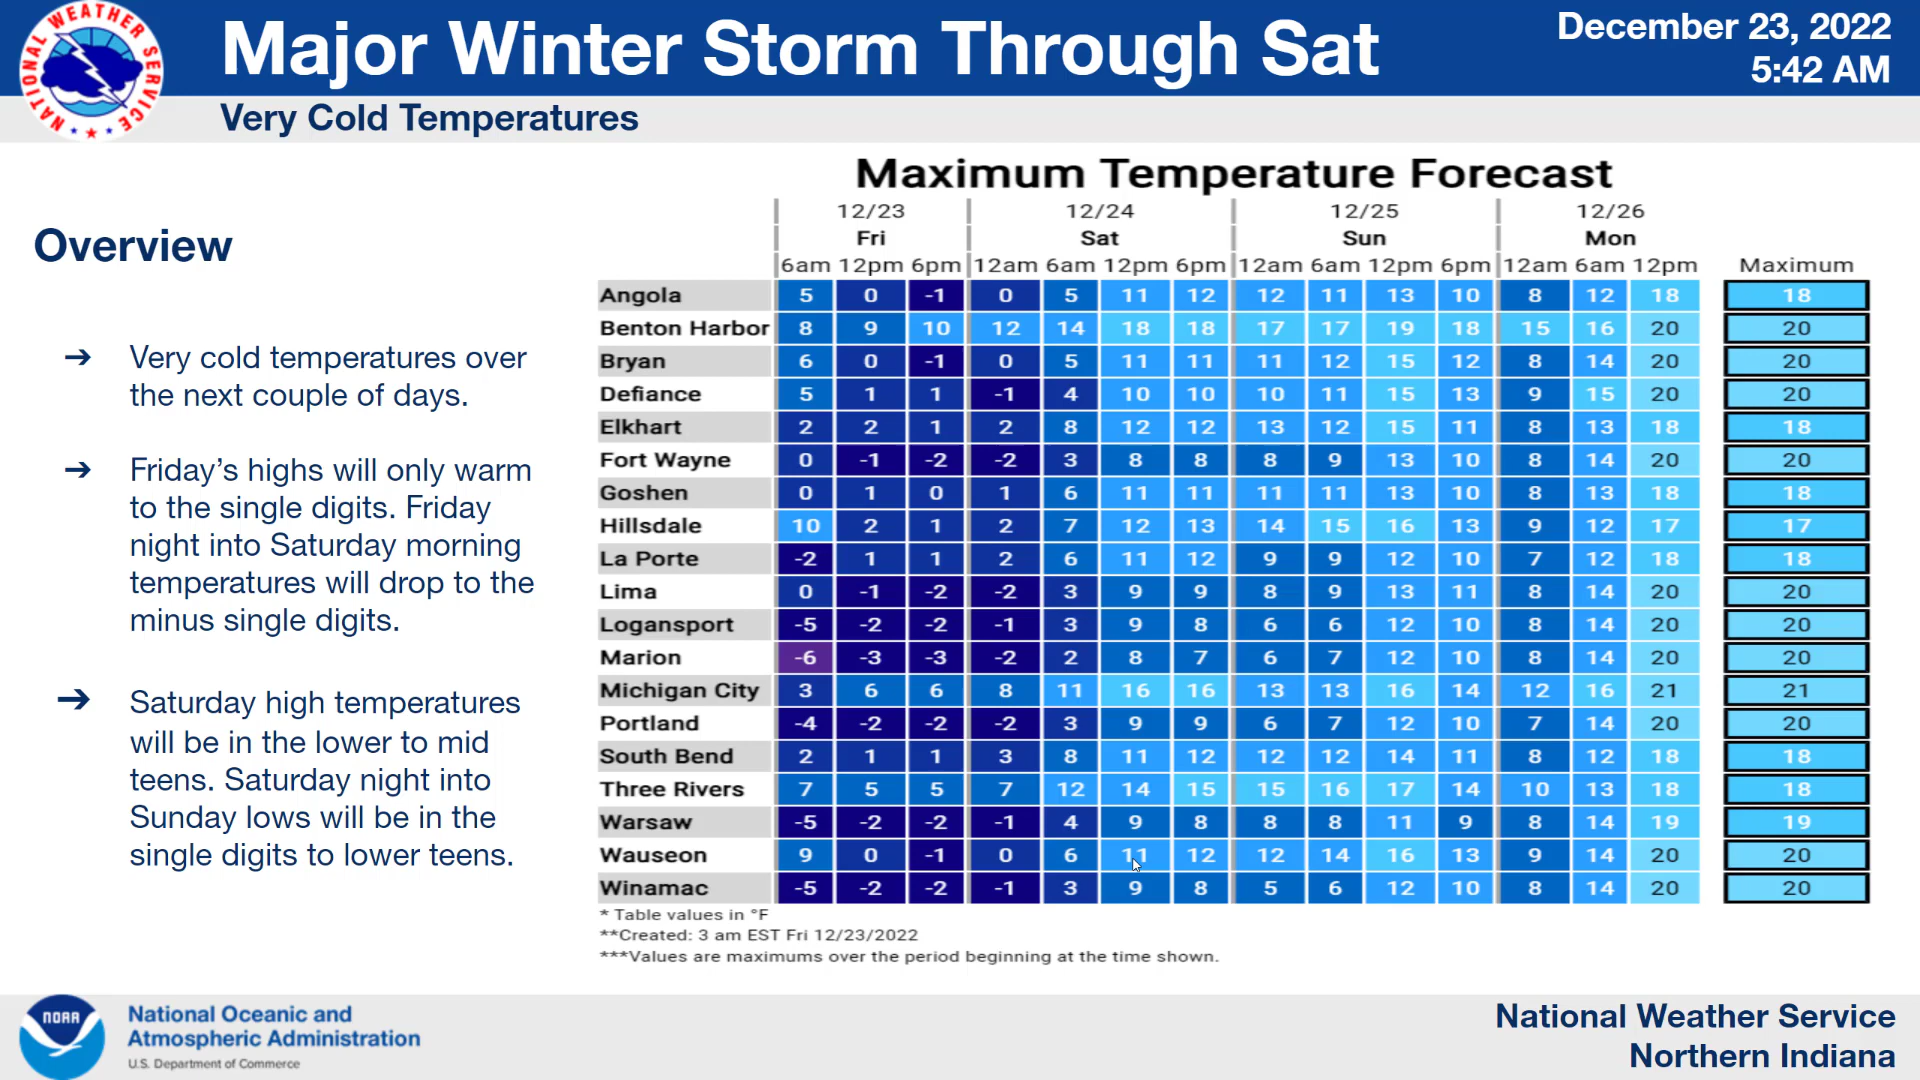 NATIONAL WEATHER SERVICE
Major Winter Storm Through Sat
December 23, 2022
5:42 AM
Very Cold Temperatures
Overview
➔ Very cold temperatures over
the next couple of days.
➔ Friday's highs will only warm
to the single digits. Friday
night into Saturday morning
temperatures will drop to the
minus single digits.
➔ Saturday high temperatures
will be in the lower to mid
teens. Saturday night into
Sunday lows will be in the
single digits to lower teens.
Maximum Temperature Forecast
12/23 12/24 12/25 12/26
Fri Sat Sun Mon
6am 12pm 6pm 12am 6am 12pm 6pm 12am 6am 12pm 6pm 12am 6am 12pm Maximum
Angola 5 0 -1 0 5 11 12 12 11 13 10 8 12 18 18
Benton Harbor 8 9 10 12 14 18 18 17 17 19 18 15 16 20 20
Bryan 6 0 -1 0 5 11 11 11 12 15 12 8 14 20 20
Defiance 5 1 1 -1 4 10 10 10 11 15 13 9 15 20 20
Elkhart 2 2 1 2 8 12 12 13 12 15 11 8 13 18 18
Fort Wayne 0 -1 -2 -2 3 8 8 8 9 13 10 8 14 20 20
Goshen 0 1 0 1 6 11 11 11 11 13 10 8 13 18 18
Hillsdale 10 2 1 2 7 12 13 14 15 16 13 9 12 17 17
La Porte -2 1 1 2 6 11 12 9 9 12 10 7 12 18 18
Lima 0 -1 -2 -2 3 9 9 8 9 13 11 8 14 20 20
Logansport -5 -2 -2 -1 3 9 8 6 6 12 10 8 14 20 20
Marion -6 -3 -3 -2 2 8 7 6 7 12 10 8 14 20 20
Michigan City 3 6 6 8 11 16 16 13 13 16 14 12 16 21 21
Portland -4 -2 -2 -2 3 9 9 6 7 12 10 7 14 20 20
South Bend 2 1 1 3 8 11 12 12 12 14 11 8 12 18 18
Three Rivers 7 5 5 7 12 14 15 15 16 17 14 10 13 18 18
Warsaw -5 -2 -2 -1 4 9 8 8 8 11 9 8 14 19 19
Wauseon 9 0 -1 0 6 11 12 12 14 16 13 9 14 20 20
Winamac -5 -2 -2 -1 3 9 8 5 6 12 10 8 14 20 20
* Table values in °F
**Created: 3 am EST Fri 12/23/2022
***Values are maximums over the period beginning at the time shown.
NOAA
National Oceanic and
Atmospheric Administration
U.S. Department of Commerce
National Weather Service
Northern Indiana